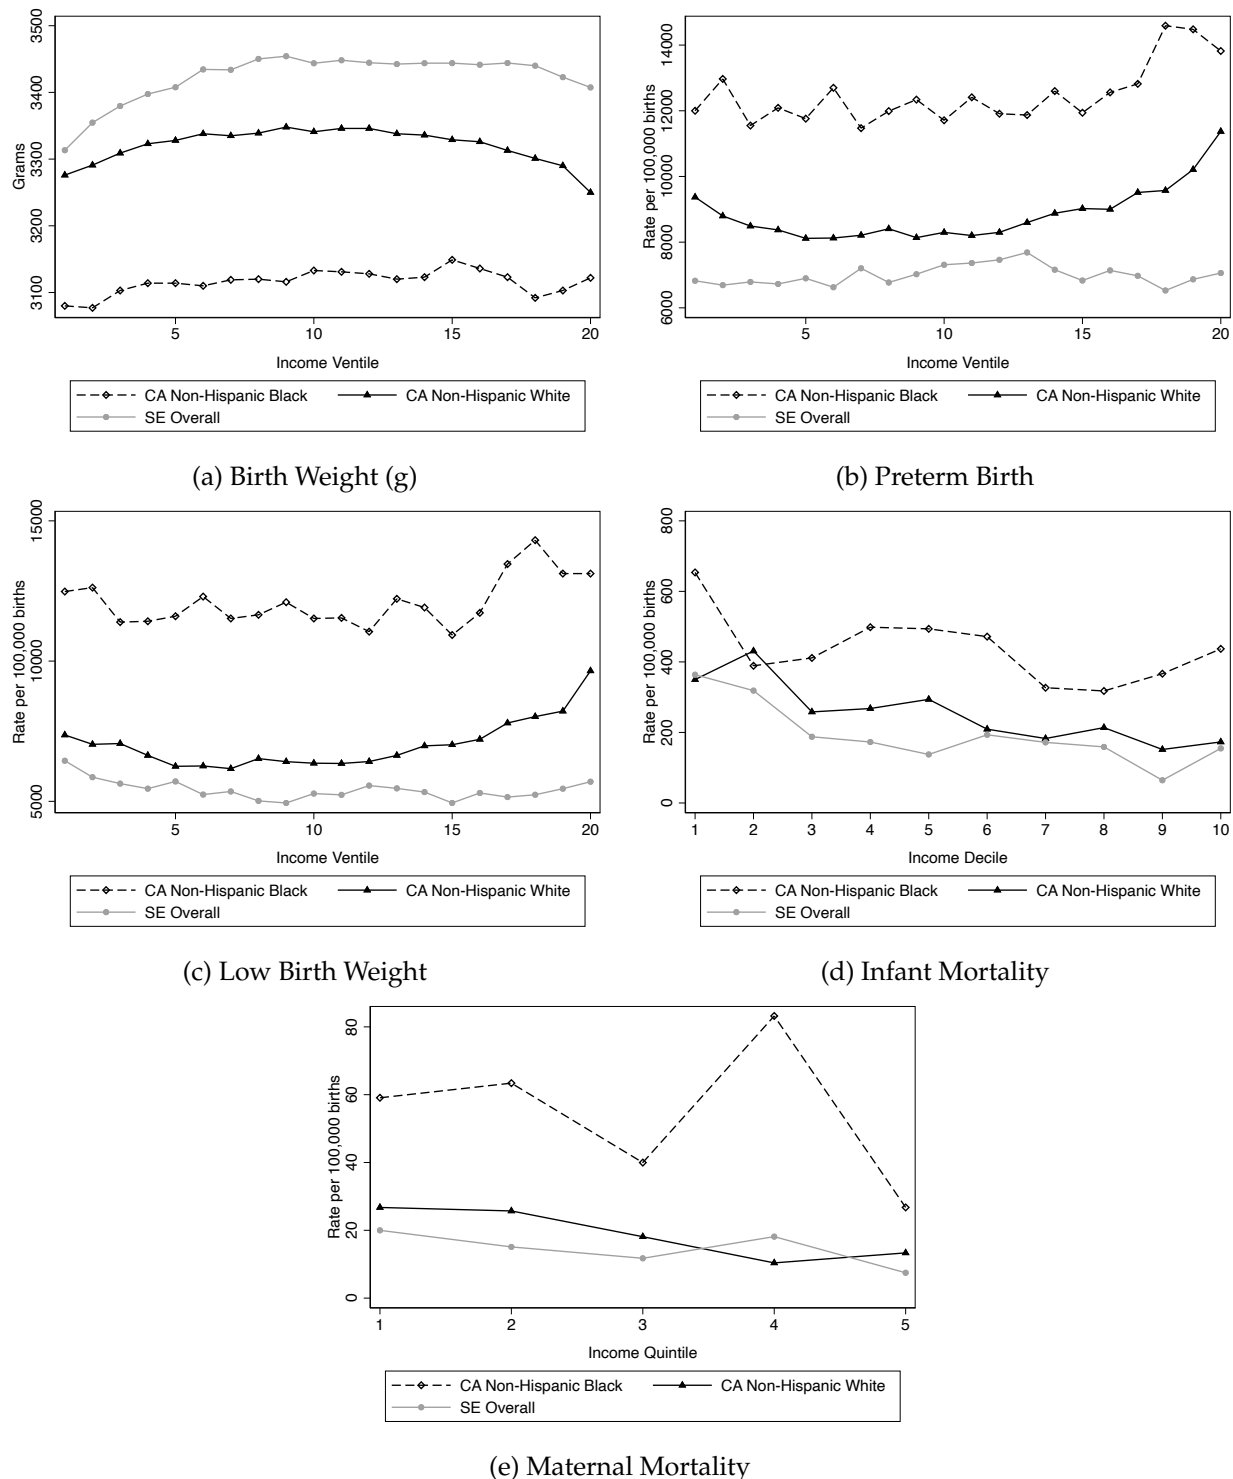 3500
3400
3300
3200
3100
Grams
5 10 15 20
Income Ventile
CA Non-Hispanic Black CA Non-Hispanic White
SE Overall
(a) Birth Weight (g)
14000
12000
10000
8000
6000
Rate per 100,000 births
5 10 15 20
Income Ventile
CA Non-Hispanic Black CA Non-Hispanic White
SE Overall
(b) Preterm Birth
15000
10000
5000
Rate per 100,000 births
5 10 15 20
Income Ventile
CA Non-Hispanic Black CA Non-Hispanic White
SE Overall
(c) Low Birth Weight
800
600
400
200
0
Rate per 100,000 births
1 2 3 4 5 6 7 8 9 10
Income Decile
CA Non-Hispanic Black CA Non-Hispanic White
SE Overall
(d) Infant Mortality
80
60
40
20
0
Rate per 100,000 births
1 2 3 4 5
Income Quintile
CA Non-Hispanic Black CA Non-Hispanic White
SE Overall
(e) Maternal Mortality